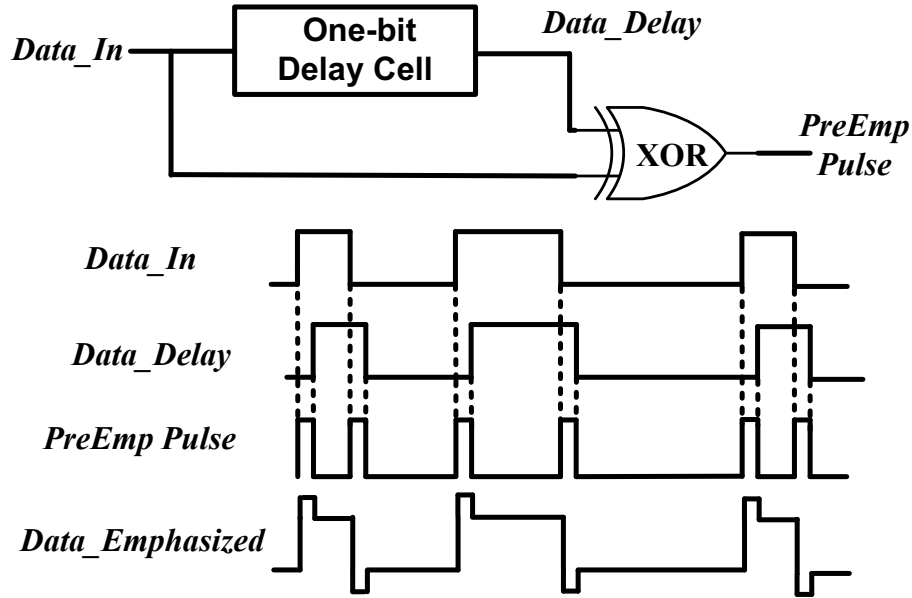 Data_In
One-bit
Delay Cell
Data_Delay
XOR
PreEmp
Pulse
Data_In
Data_Delay
PreEmp Pulse
Data_Emphasized